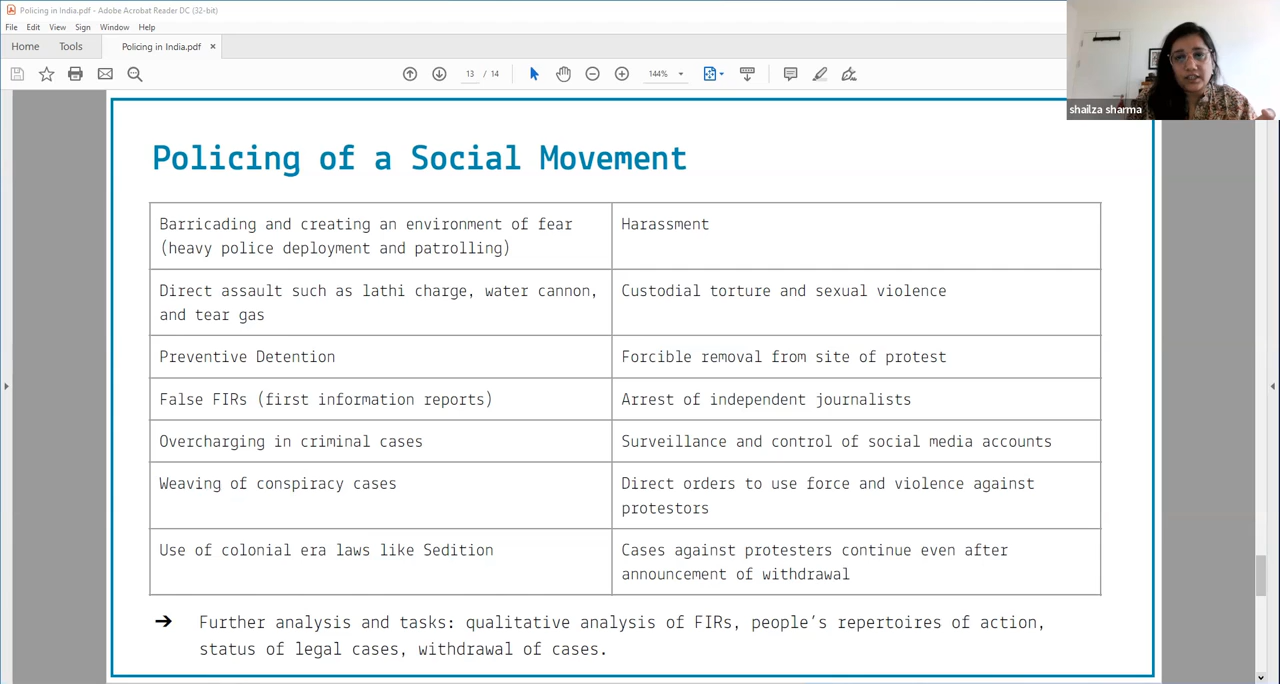 Policing in India.pdf - Adobe Acrobat Reader DC (32-bit)
File Edit View Sign Window Help
Home Tools Policing in India.pdf ×
13 / 14 144%
shailza sharma
Policing of a Social Movement
Barricading and creating an environment of fear
(heavy police deployment and patrolling)
Harassment
Direct assault such as lathi charge, water cannon,
and tear gas
Custodial torture and sexual violence
Preventive Detention
Forcible removal from site of protest
False FIRs (first information reports)
Arrest of independent journalists
Overcharging in criminal cases
Surveillance and control of social media accounts
Weaving of conspiracy cases
Direct orders to use force and violence against
protestors
Use of colonial era laws like Sedition
Cases against protesters continue even after
announcement of withdrawal
➔ Further analysis and tasks: qualitative analysis of FIRs, people's repertoires of action,
status of legal cases, withdrawal of cases.